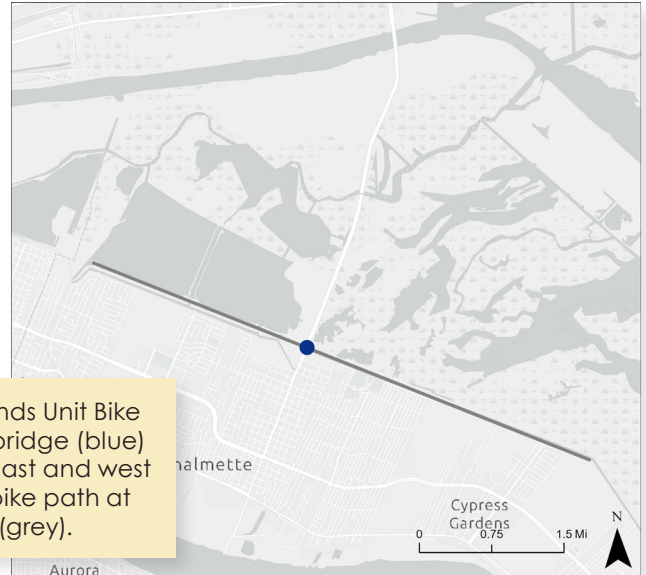 nds Unit Bike
bridge (blue)
ast and west
bike path at
(grey).
halmette
Cypress
Gardens
0 0.75 1.5 Mi
N
Aurora